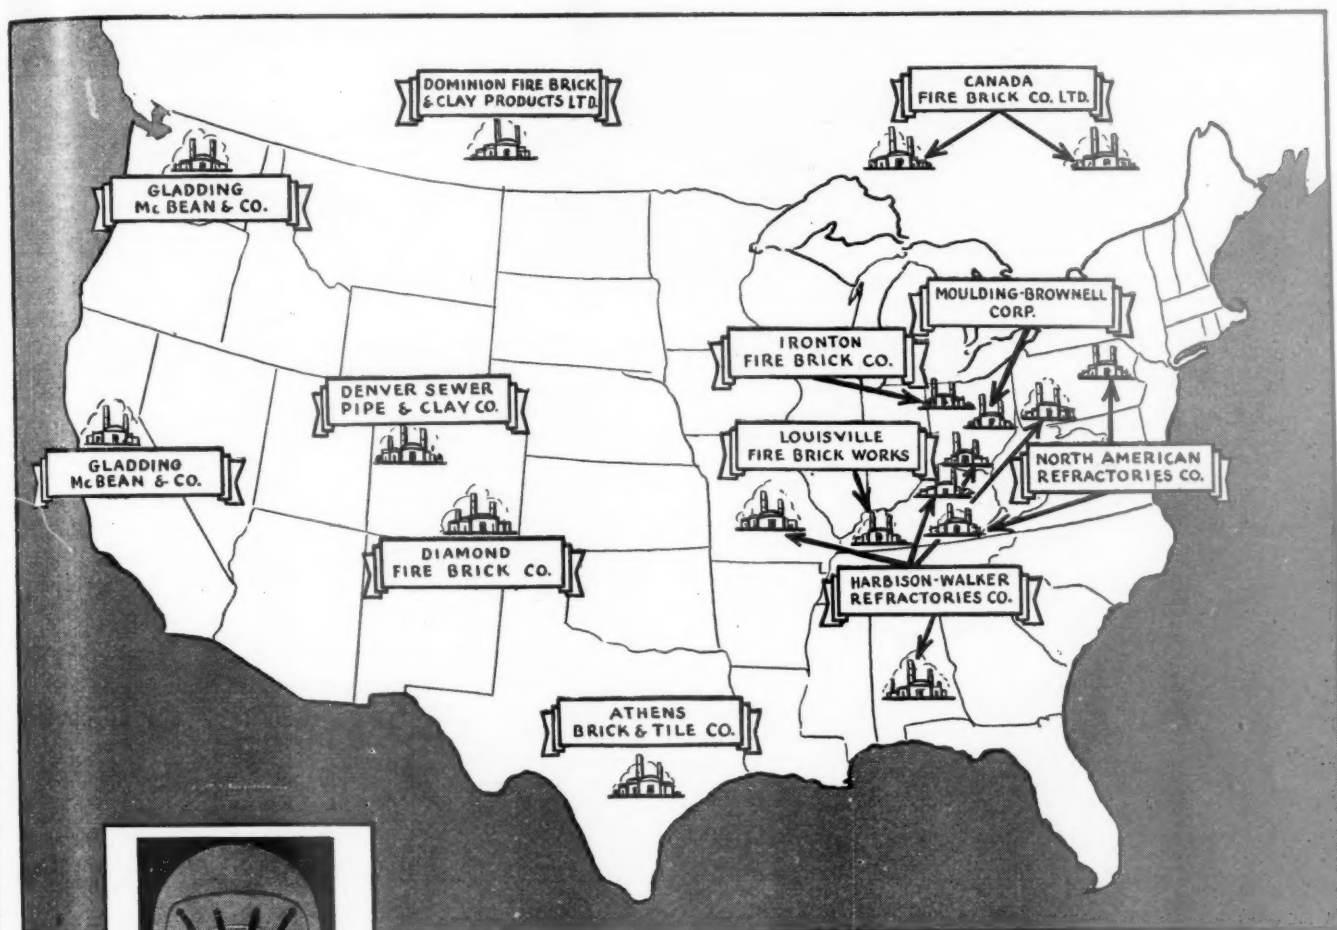 DOMINION FIRE BRICK
& CLAY PRODUCTS LTD.
CANADA
FIRE BRICK CO. LTD.
GLADDING
McBEAN & CO.
MOULDING-BROWNELL
CORP.
IRONTON
FIRE BRICK CO.
DENVER SEWER
PIPE & CLAY CO.
LOUISVILLE
FIRE BRICK WORKS
NORTH AMERICAN
REFRACTORIES CO.
GLADDING
McBEAN & CO.
DIAMOND
FIRE BRICK CO.
HARBISON-WALKER
REFRACTORIES CO.
ATHENS
BRICK & TILE CO.